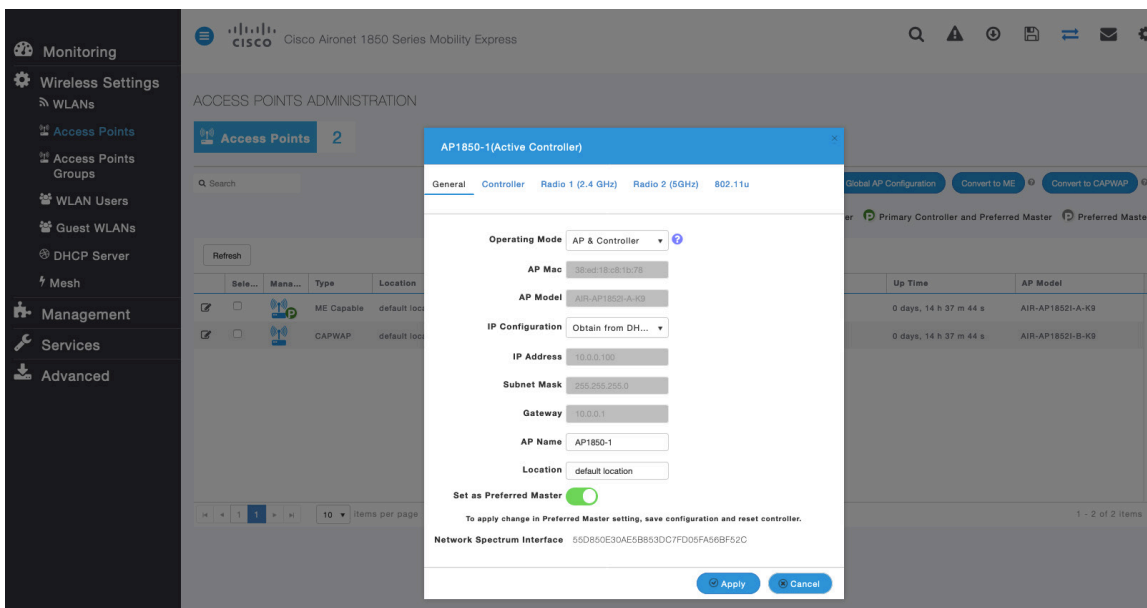 Monitoring
Wireless Settings
WLANs
Access Points
Access Points
Groups
WLAN Users
Guest WLANs
DHCP Server
Mesh
Management
Services
Advanced
CISCO Cisco Aironet 1850 Series Mobility Express
ACCESS POINTS ADMINISTRATION
Access Points 2
Search
Global AP Configuration Convert to ME Convert to CAPWAP
er P Primary Controller and Preferred Master P Preferred Maste
Refresh
Sele... Mana... Type Location Up Time AP Model
P ME Capable default loca 0 days, 14 h 37 m 44 s AIR-AP1852I-A-K9
CAPWAP default loca 0 days, 14 h 37 m 44 s AIR-AP1852I-B-K9
1 1 10 items per page 1 - 2 of 2 items
AP1850-1(Active Controller)
General Controller Radio 1 (2.4 GHz) Radio 2 (5GHz) 802.11u
Operating Mode AP & Controller ?
AP Mac 38:ed:18:c8:1b:78
AP Model AIR-AP1852I-A-K9
IP Configuration Obtain from DH...
IP Address 10.0.0.100
Subnet Mask 255.255.255.0
Gateway 10.0.0.1
AP Name AP1850-1
Location default location
Set as Preferred Master
To apply change in Preferred Master setting, save configuration and reset controller.
Network Spectrum Interface 55D850E30AE5B853DC7FD05FA56BF52C
Apply Cancel